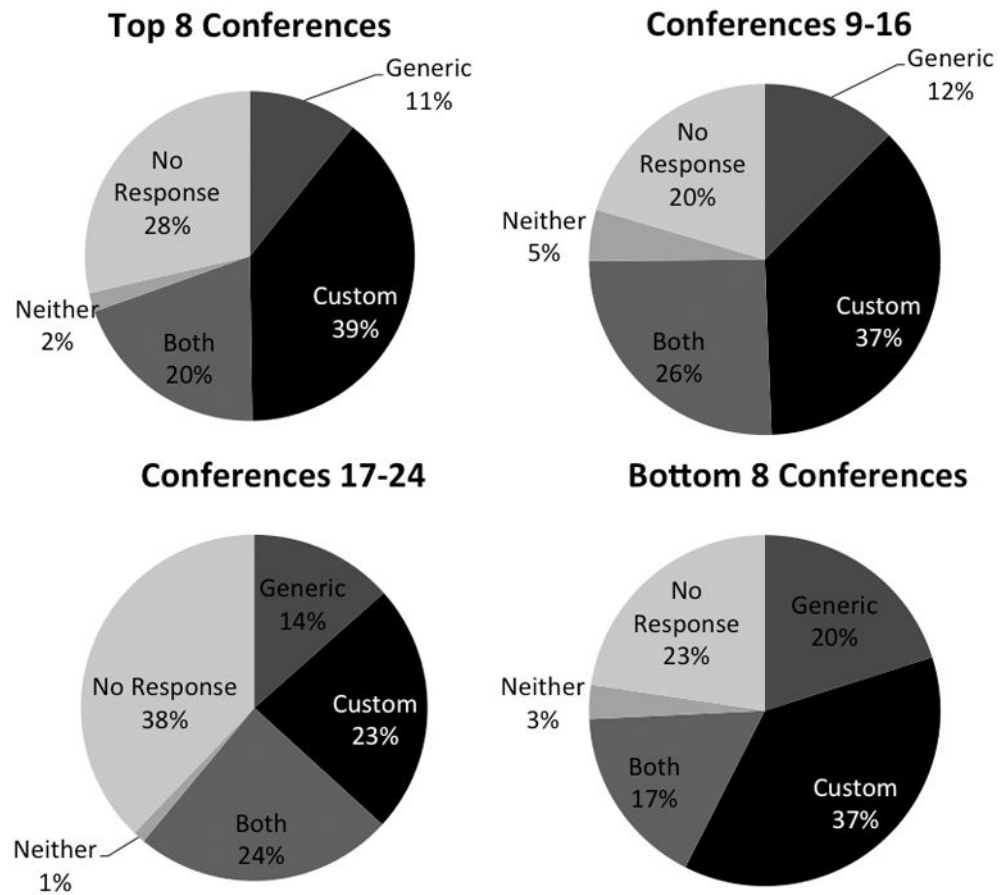 Top 8 Conferences
Generic
11%
No
Response
28%
Custom
39%
Neither
2%
Both
20%
Conferences 9-16
Generic
12%
No
Response
20%
Neither
5%
Custom
37%
Both
26%
Conferences 17-24
Generic
14%
No Response
38%
Custom
23%
Both
24%
Neither
1%
Bottom 8 Conferences
No
Response
23%
Generic
20%
Neither
3%
Both
17%
Custom
37%